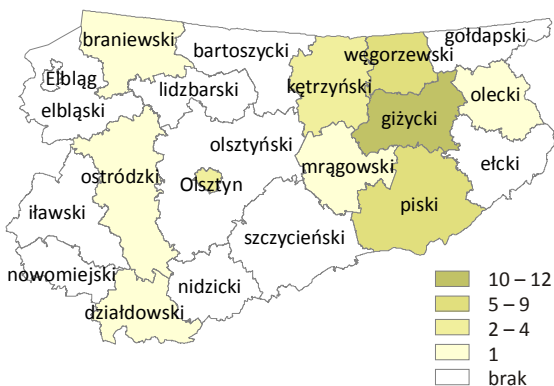 braniewski
bartoszycki
węgorzewski
gołdapski
Elbląg
elbląski
lidzbarski
kętrzyński
giżycki
olecki
olsztyński
ostródzki
Olsztyn
mrągowski
ełcki
iławski
piski
szczycieński
nowomiejski
nidzicki
działdowski
10 – 12
5 – 9
2 – 4
1
brak